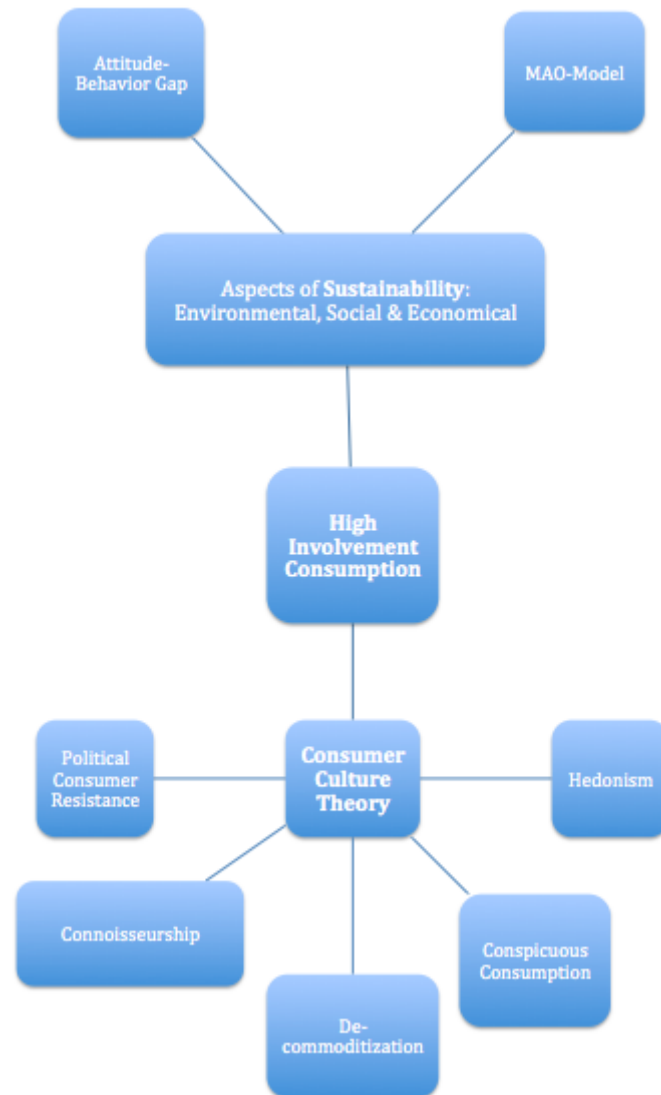 Attitude-
Behavior Gap
MAO-Model
Aspects of Sustainability:
Environmental, Social & Economical
High
Involvement
Consumption
Political
Consumer
Resistance
Consumer
Culture
Theory
Hedonism
Connoisseurship
Conspicuous
Consumption
De-
commoditization